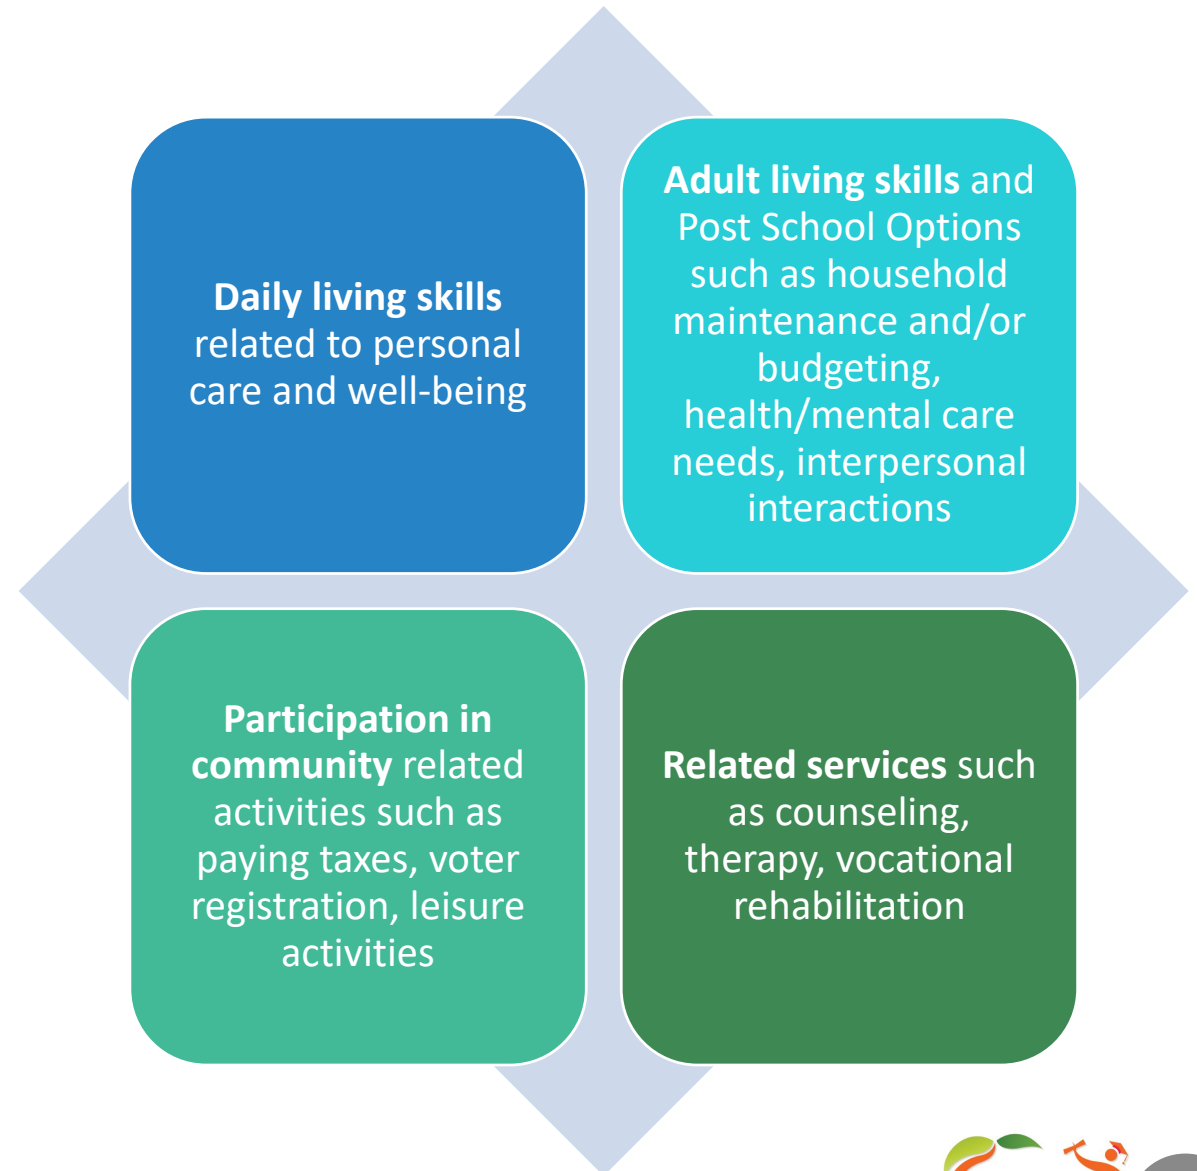 Daily living skills
related to personal
care and well-being
Adult living skills and
Post School Options
such as household
maintenance and/or
budgeting,
health/mental care
needs, interpersonal
interactions
Participation in
community related
activities such as
paying taxes, voter
registration, leisure
activities
Related services such
as counseling,
therapy, vocational
rehabilitation